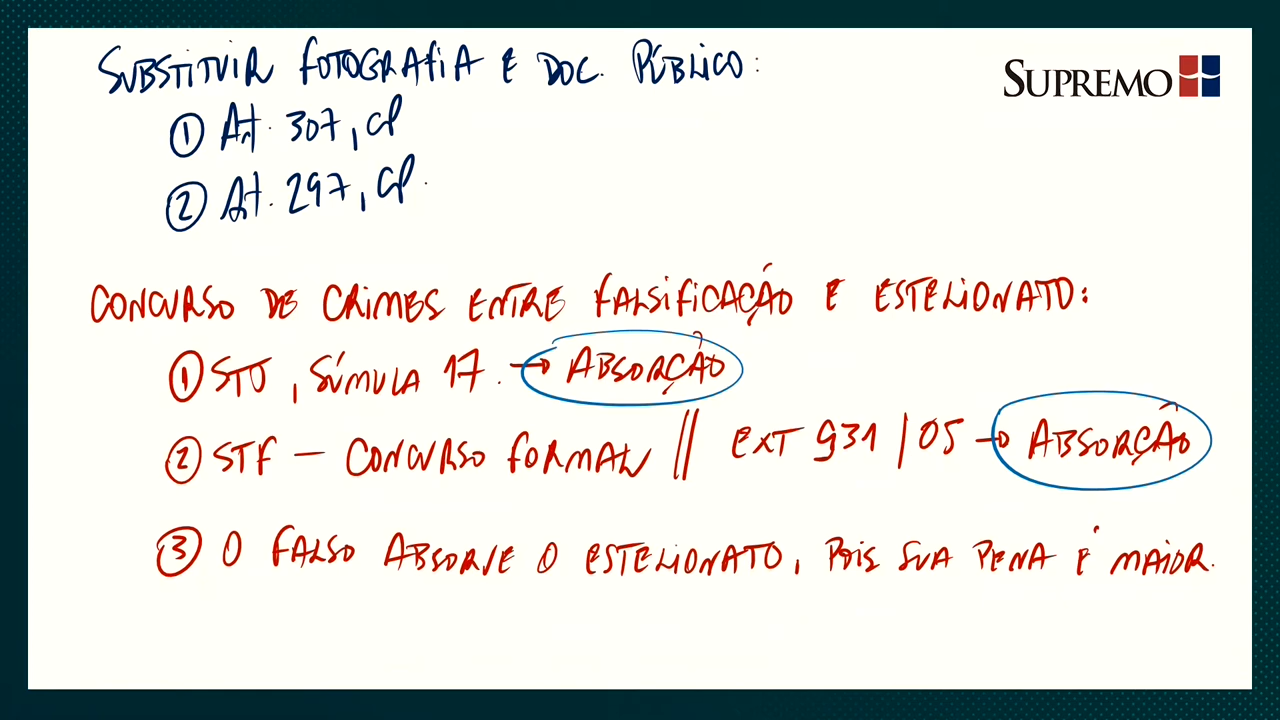 SUBSTITUIR FOTOGRAFIA E DOC. PÚBLICO:
SUPREMO
① Art. 307, CP
② Art. 297, CP.
CONCURSO DE CRIMES ENTRE FALSIFICAÇÃO E ESTELIONATO:
① STJ, SÚMULA 17. → ABSORÇÃO
② STF – CONCURSO FORMAL // EXT 931/05 → ABSORÇÃO
③ O FALSO ABSORVE O ESTELIONATO, POIS SUA PENA É MAIOR.